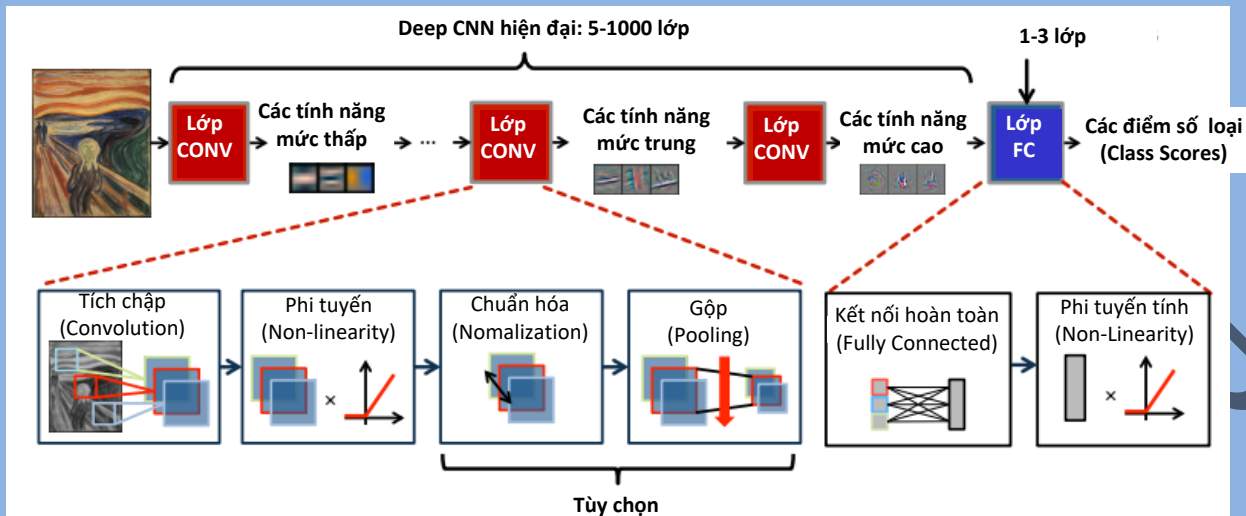 Deep CNN hiện đại: 5-1000 lớp
1-3 lớp
Lớp
CONV
Các tính năng
mức thấp
...
Lớp
CONV
Các tính năng
mức trung
Lớp
CONV
Các tính năng
mức cao
Lớp
FC
Các điểm số loại
(Class Scores)
Tích chập
(Convolution)
Phi tuyến
(Non-linearity)
×
Chuẩn hóa
(Nomalization)
Gộp
(Pooling)
Kết nối hoàn toàn
(Fully Connected)
Phi tuyến tính
(Non-Linearity)
×
Tùy chọn